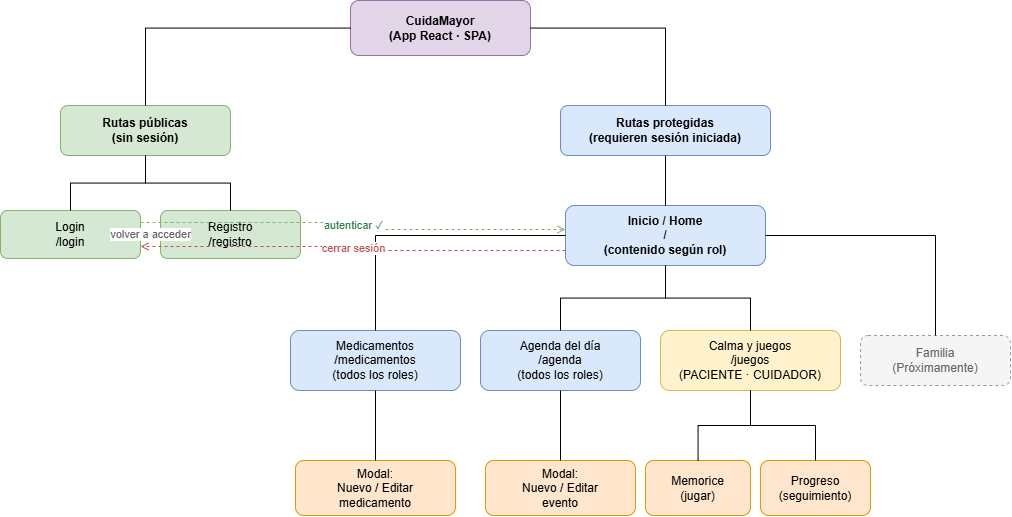 CuidaMayor
(App React · SPA)
Rutas públicas
(sin sesión)
Rutas protegidas
(requieren sesión iniciada)
Login
/login
Registro
/registro
volver a acceder
autenticar ✓
cerrar sesión
Inicio / Home
/
(contenido según rol)
Medicamentos
/medicamentos
(todos los roles)
Agenda del día
/agenda
(todos los roles)
Calma y juegos
/juegos
(PACIENTE · CUIDADOR)
Familia
(Próximamente)
Modal:
Nuevo / Editar
medicamento
Modal:
Nuevo / Editar
evento
Memorice
(jugar)
Progreso
(seguimiento)